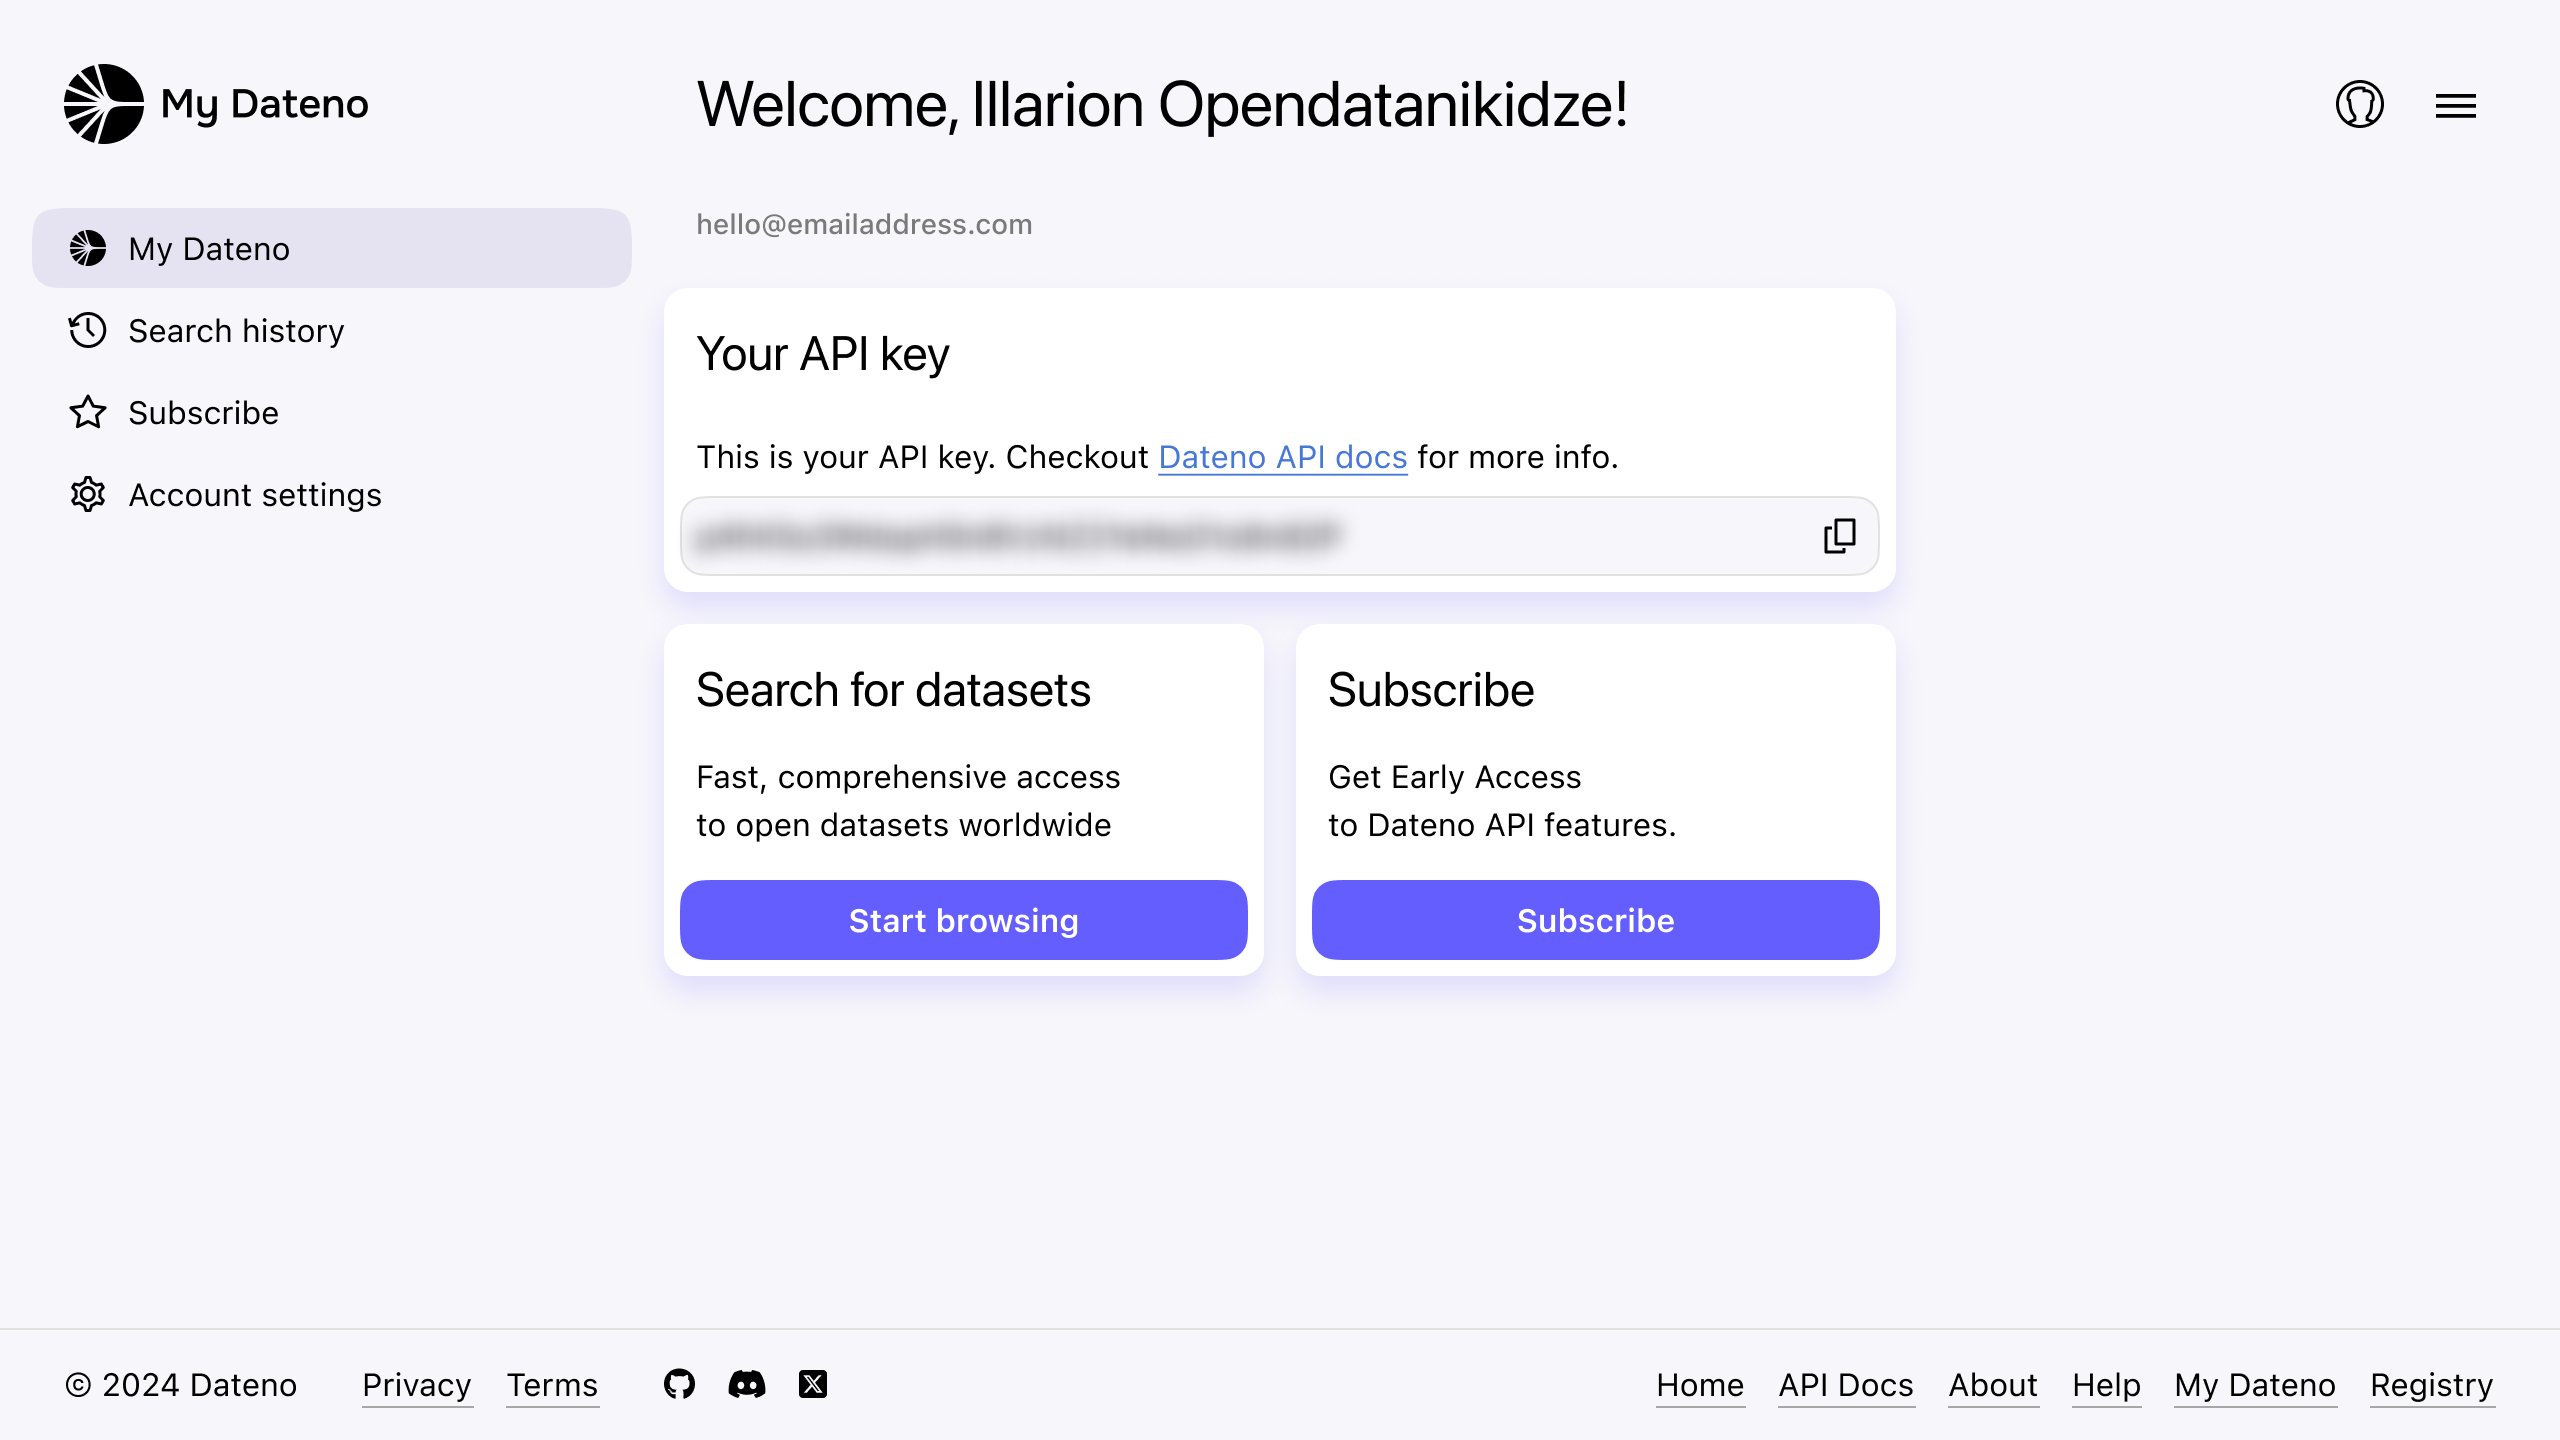 My Dateno
Welcome, Illarion Opendatanikidze!
My Dateno
Search history
Subscribe
Account settings
hello@emailaddress.com
Your API key
This is your API key. Checkout Dateno API docs for more info.
Search for datasets
Fast, comprehensive access
to open datasets worldwide
Start browsing
Subscribe
Get Early Access
to Dateno API features.
Subscribe
© 2024 Dateno Privacy Terms
Home API Docs About Help My Dateno Registry